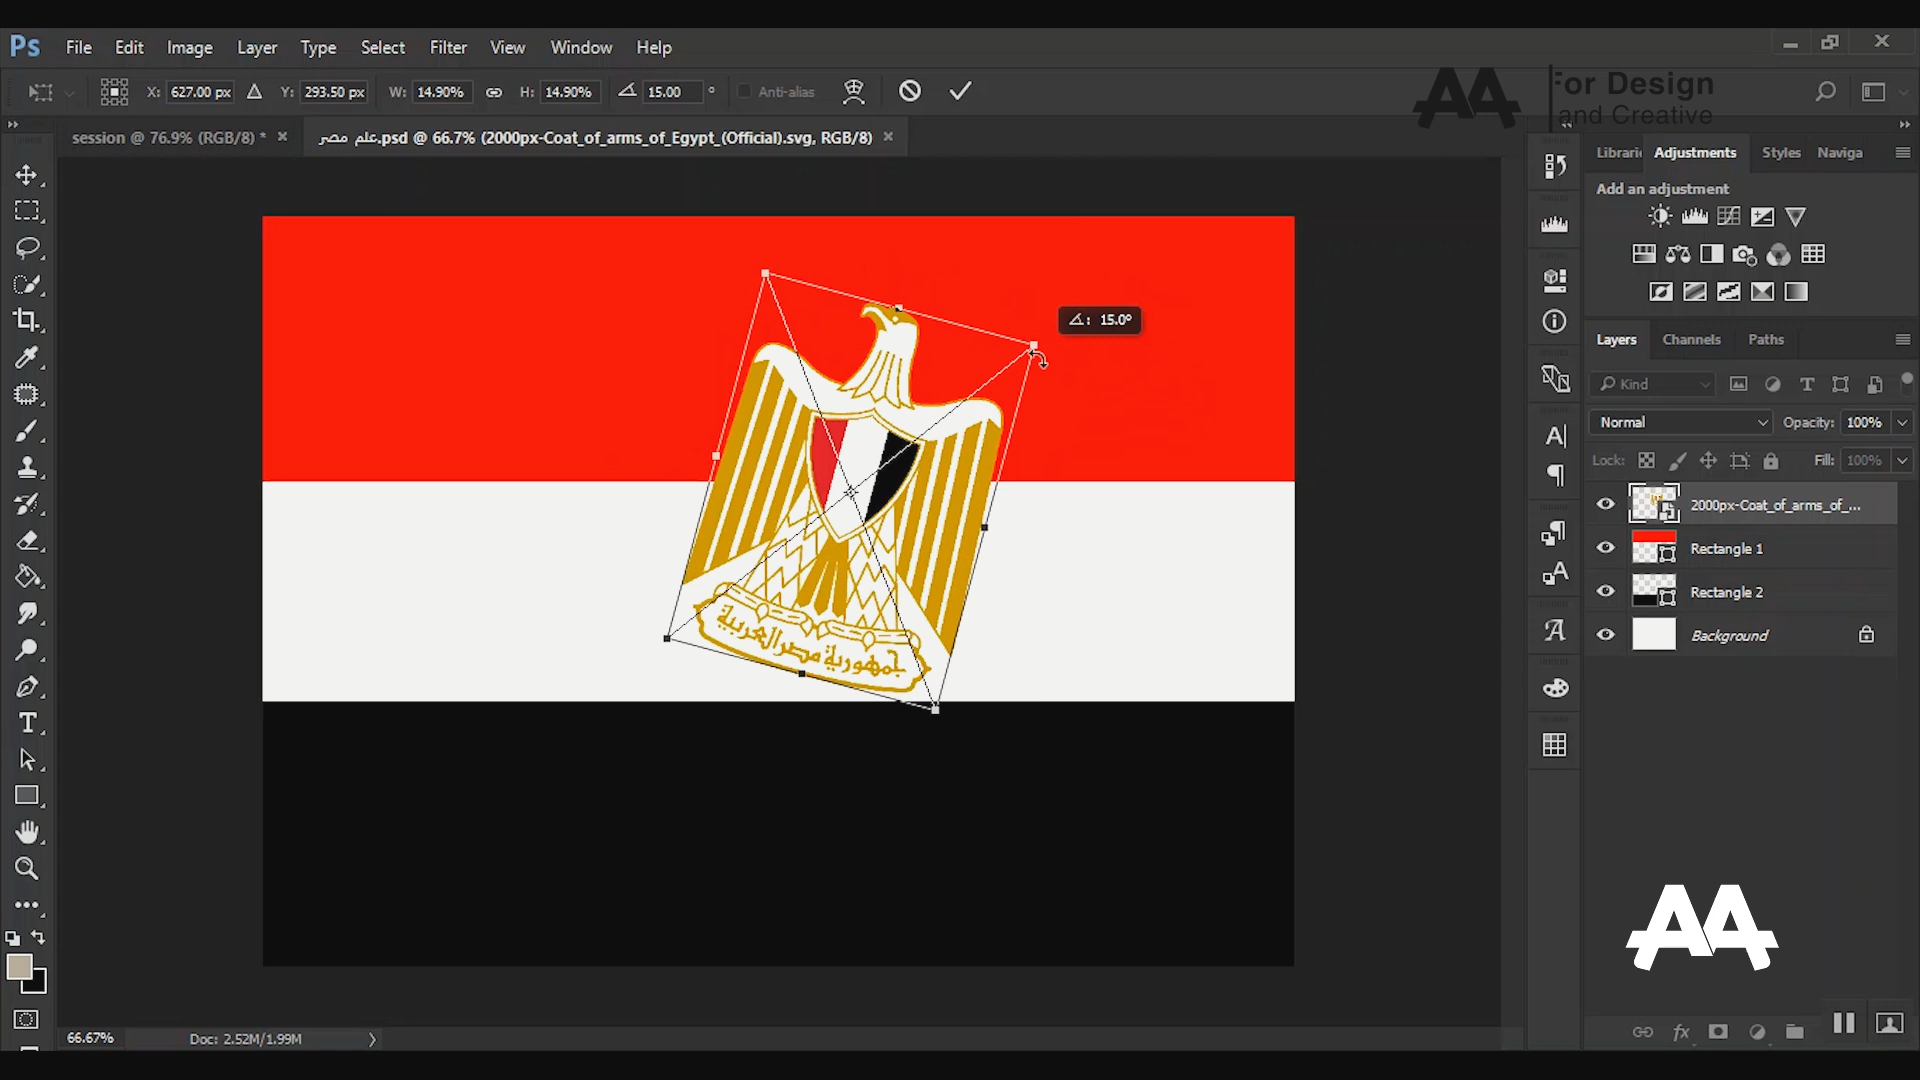 Ps File Edit Image Layer Type Select Filter View Window Help
X: 627.00 px Y: 293.50 px W: 14.90% H: 14.90% 15.00 ° Anti-alias
AA For Design
and Creative
session @ 76.9% (RGB/8) *
علم مصر.psd @ 66.7% (2000px-Coat_of_arms_of_Egypt_(Official).svg, RGB/8)
Librari Adjustments Styles Naviga
Add an adjustment
15.0°
Layers Channels Paths
Kind
Normal Opacity: 100%
Lock: Fill: 100%
2000px-Coat_of_arms_of_...
Rectangle 1
Rectangle 2
Background
جمهورية مصر العربية
AA
66.67% Doc: 2.52M/1.99M
fx